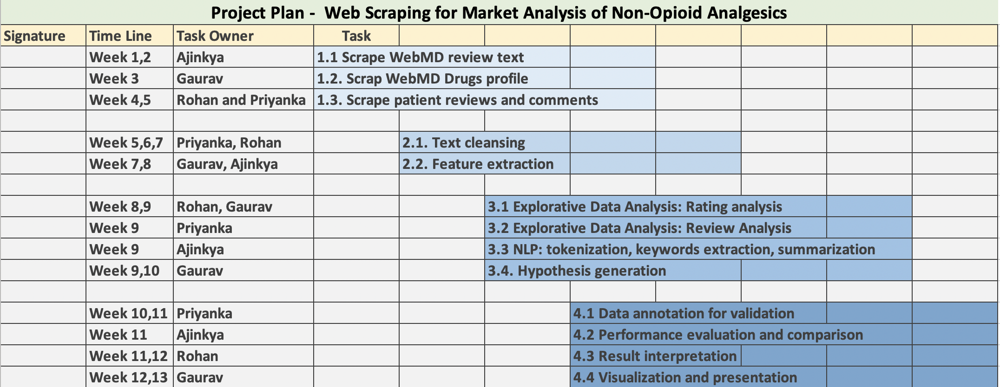 Project Plan -  Web Scraping for Market Analysis of Non-Opioid Analgesics
Signature Time Line Task Owner Task
Week 1,2 Ajinkya 1.1 Scrape WebMD review text
Week 3 Gaurav 1.2. Scrap WebMD Drugs profile
Week 4,5 Rohan and Priyanka 1.3. Scrape patient reviews and comments
Week 5,6,7 Priyanka, Rohan 2.1. Text cleansing
Week 7,8 Gaurav, Ajinkya 2.2. Feature extraction
Week 8,9 Rohan, Gaurav 3.1 Explorative Data Analysis: Rating analysis
Week 9 Priyanka 3.2 Explorative Data Analysis: Review Analysis
Week 9 Ajinkya 3.3 NLP: tokenization, keywords extraction, summarization
Week 9,10 Gaurav 3.4. Hypothesis generation
Week 10,11 Priyanka 4.1 Data annotation for validation
Week 11 Ajinkya 4.2 Performance evaluation and comparison
Week 11,12 Rohan 4.3 Result interpretation
Week 12,13 Gaurav 4.4 Visualization and presentation